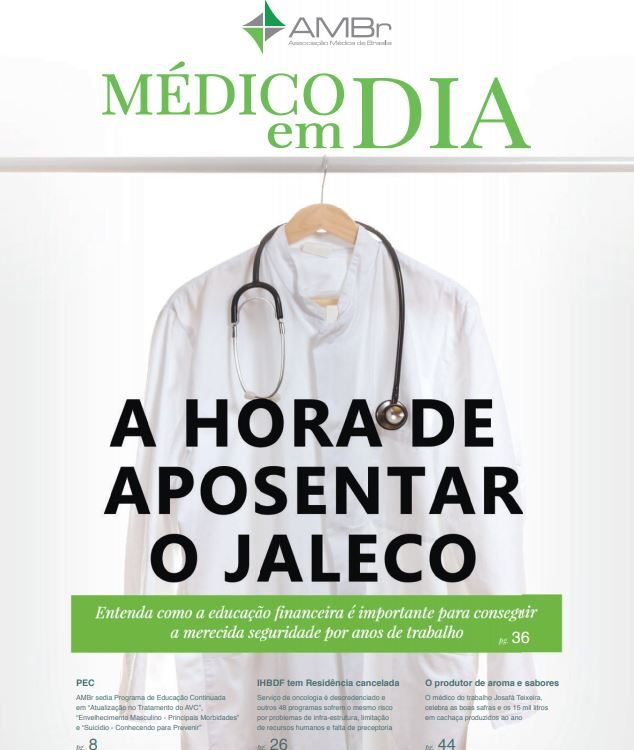 AMBr
Associação Médica de Brasília
MÉDICO
em DIA
A HORA DE
APOSENTAR
O JALECO
Entenda como a educação financeira é importante para conseguir
a merecida seguridade por anos de trabalho
pg. 36
PEC
AMBr sedia Programa de Educação Continuada
em “Atualização no Tratamento do AVC”,
“Envelhecimento Masculino - Principais Morbidades”
e “Suicídio - Conhecendo para Prevenir”
pg. 8
IHBDF tem Residência cancelada
Serviço de oncologia é descredenciado e
outros 48 programas sofrem o mesmo risco
por problemas de infra-estrutura, limitação
de recursos humanos e falta de preceptoria
pg. 26
O produtor de aroma e sabores
O médico do trabalho Josafá Teixeira,
celebra as boas safras e os 15 mil litros
em cachaça produzidos ao ano
pg. 44